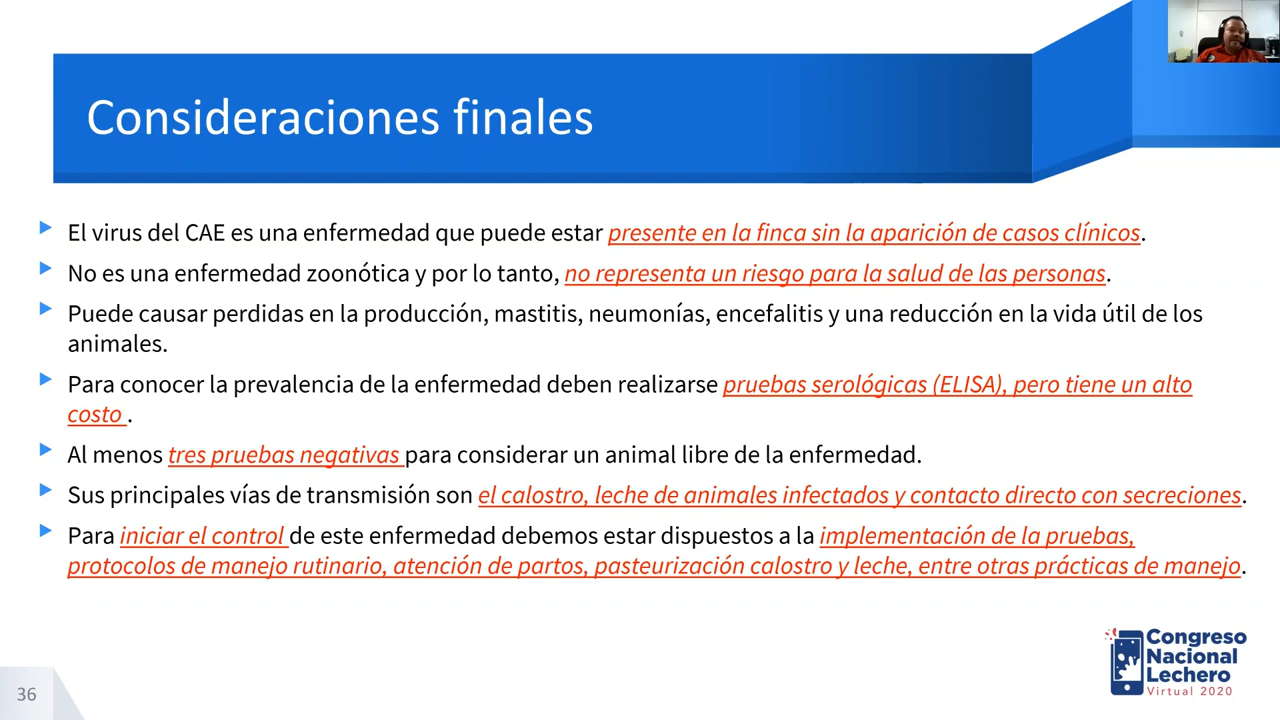 Consideraciones finales
El virus del CAE es una enfermedad que puede estar presente en la finca sin la aparición de casos clínicos.
No es una enfermedad zoonótica y por lo tanto, no representa un riesgo para la salud de las personas.
Puede causar perdidas en la producción, mastitis, neumonías, encefalitis y una reducción en la vida útil de los
animales.
Para conocer la prevalencia de la enfermedad deben realizarse pruebas serológicas (ELISA), pero tiene un alto
costo .
Al menos tres pruebas negativas para considerar un animal libre de la enfermedad.
Sus principales vías de transmisión son el calostro, leche de animales infectados y contacto directo con secreciones.
Para iniciar el control de este enfermedad debemos estar dispuestos a la implementación de la pruebas,
protocolos de manejo rutinario, atención de partos, pasteurización calostro y leche, entre otras prácticas de manejo.
Congreso
Nacional
Lechero
Virtual 2020
36